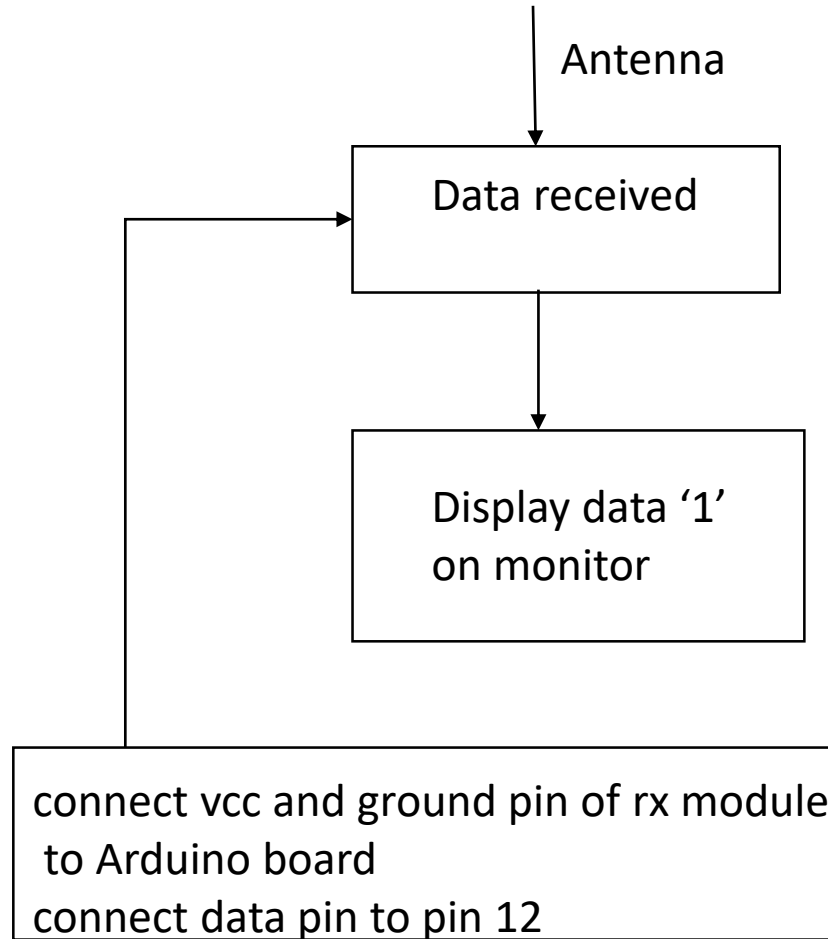 Antenna
Data received
Display data ‘1’
on monitor
connect vcc and ground pin of rx module
to Arduino board
connect data pin to pin 12